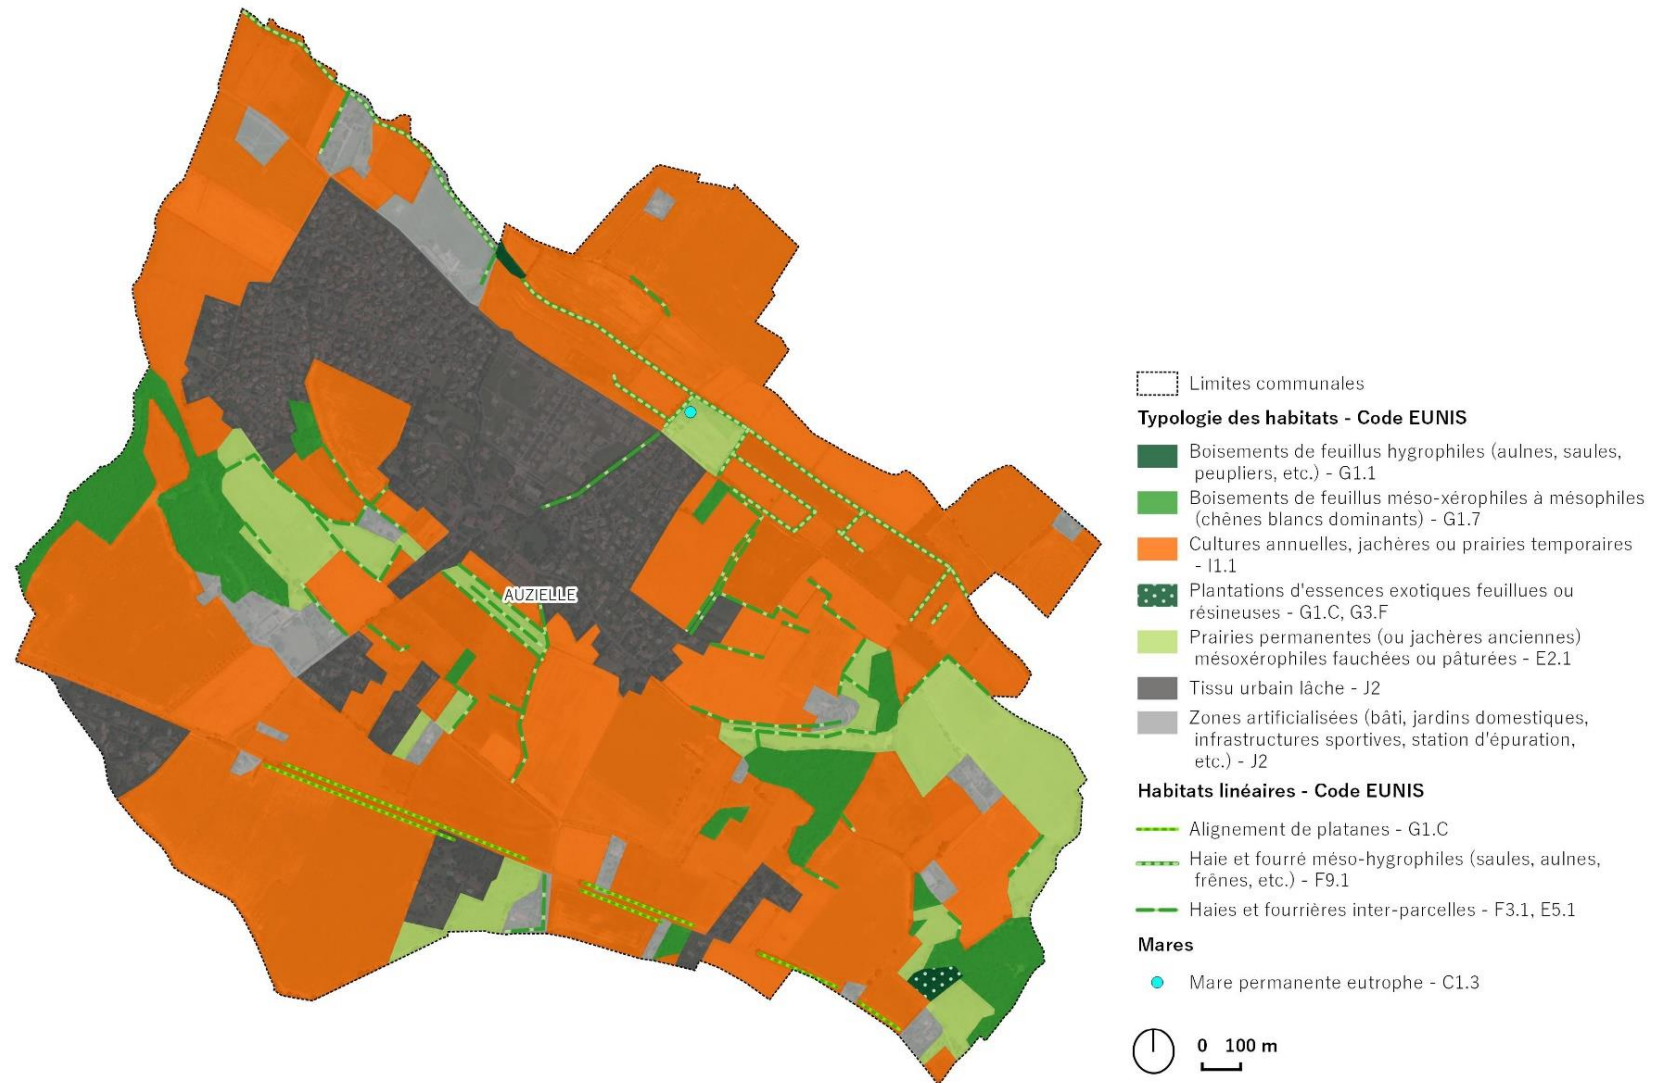 AUZIELLE
Limites communales
Typologie des habitats - Code EUNIS
Boisements de feuillus hygrophiles (aulnes, saules,
peupliers, etc.) - G1.1
Boisements de feuillus méso-xérophiles à mésophiles
(chênes blancs dominants) - G1.7
Cultures annuelles, jachères ou prairies temporaires
- I1.1
Plantations d'essences exotiques feuillues ou
résineuses - G1.C, G3.F
Prairies permanentes (ou jachères anciennes)
mésoxérophiles fauchées ou pâturées - E2.1
Tissu urbain lâche - J2
Zones artificialisées (bâti, jardins domestiques,
infrastructures sportives, station d'épuration,
etc.) - J2
Habitats linéaires - Code EUNIS
Alignement de platanes - G1.C
Haie et fourré méso-hygrophiles (saules, aulnes,
frênes, etc.) - F9.1
Haies et fourrières inter-parcelles - F3.1, E5.1
Mares
Mare permanente eutrophe - C1.3
0 100 m